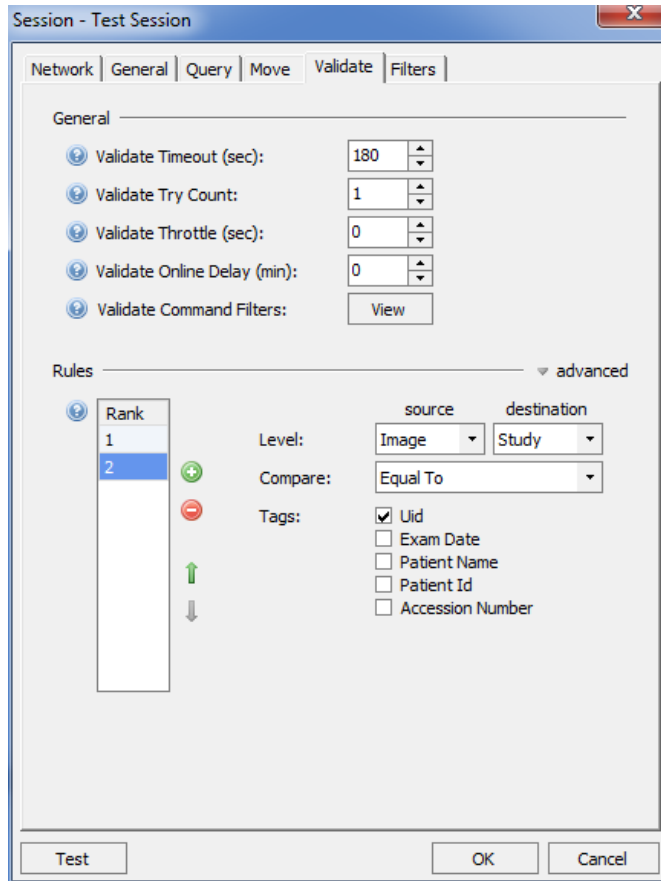 Session - Test Session
X
Network General Query Move Validate Filters
General
? Validate Timeout (sec): 180
? Validate Try Count: 1
? Validate Throttle (sec): 0
? Validate Online Delay (min): 0
? Validate Command Filters: View
Rules advanced
? Rank source destination
1 Level: Image Study
2 Compare: Equal To
Tags: Uid
Exam Date
Patient Name
Patient Id
Accession Number
Test OK Cancel